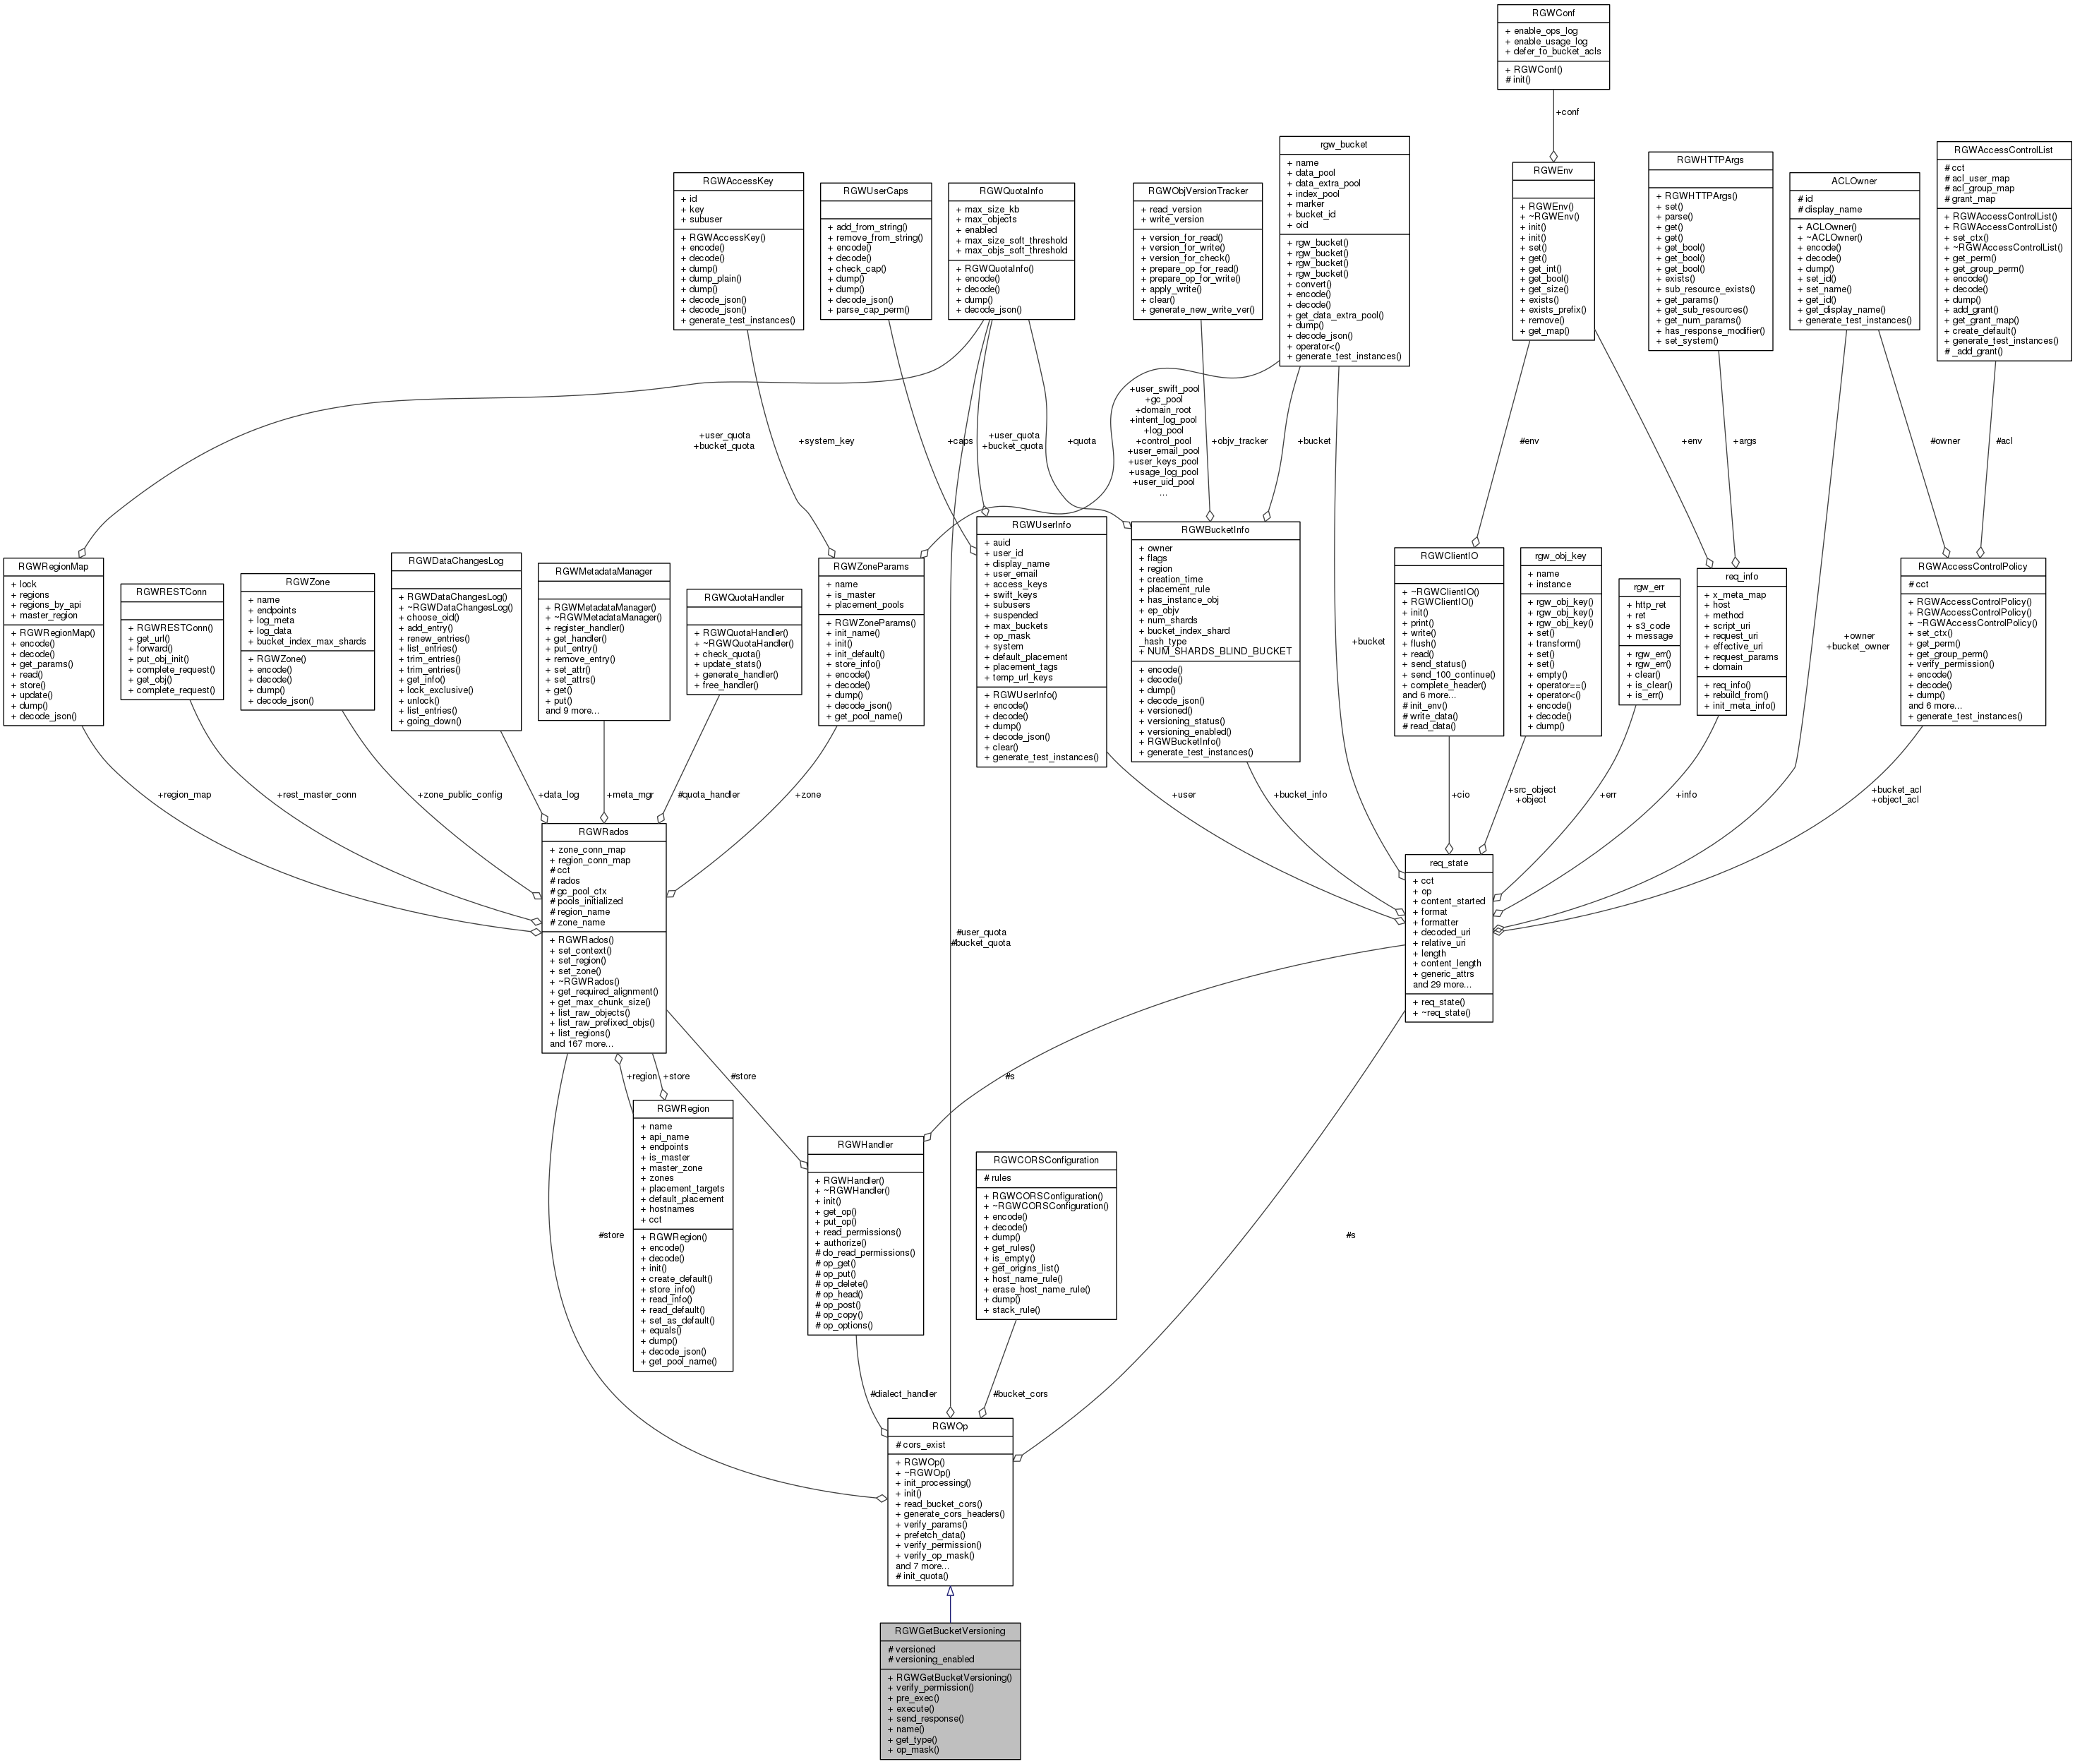 RGWConf
+ enable_ops_log
+ enable_usage_log
+ defer_to_bucket_acls
+ RGWConf()
# init()
+conf
RGWAccessKey
+ id
+ key
+ subuser
+ RGWAccessKey()
+ encode()
+ decode()
+ dump()
+ dump_plain()
+ dump()
+ decode_json()
+ decode_json()
+ generate_test_instances()
RGWUserCaps
+ add_from_string()
+ remove_from_string()
+ encode()
+ decode()
+ check_cap()
+ dump()
+ dump()
+ decode_json()
+ parse_cap_perm()
RGWQuotaInfo
+ max_size_kb
+ max_objects
+ enabled
+ max_size_soft_threshold
+ max_objs_soft_threshold
+ RGWQuotaInfo()
+ encode()
+ decode()
+ dump()
+ decode_json()
RGWObjVersionTracker
+ read_version
+ write_version
+ version_for_read()
+ version_for_write()
+ version_for_check()
+ prepare_op_for_read()
+ prepare_op_for_write()
+ apply_write()
+ clear()
+ generate_new_write_ver()
rgw_bucket
+ name
+ data_pool
+ data_extra_pool
+ index_pool
+ marker
+ bucket_id
+ oid
+ rgw_bucket()
+ rgw_bucket()
+ rgw_bucket()
+ rgw_bucket()
+ convert()
+ encode()
+ decode()
+ get_data_extra_pool()
+ dump()
+ decode_json()
+ operator<()
+ generate_test_instances()
RGWEnv
+ RGWEnv()
+ ~RGWEnv()
+ init()
+ init()
+ set()
+ get()
+ get_int()
+ get_bool()
+ get_size()
+ exists()
+ exists_prefix()
+ remove()
+ get_map()
RGWHTTPArgs
+ RGWHTTPArgs()
+ set()
+ parse()
+ get()
+ get()
+ get_bool()
+ get_bool()
+ get_bool()
+ exists()
+ sub_resource_exists()
+ get_params()
+ get_sub_resources()
+ get_num_params()
+ has_response_modifier()
+ set_system()
ACLOwner
# id
# display_name
+ ACLOwner()
+ ~ACLOwner()
+ encode()
+ decode()
+ dump()
+ set_id()
+ set_name()
+ get_id()
+ get_display_name()
+ generate_test_instances()
RGWAccessControlList
# cct
# acl_user_map
# acl_group_map
# grant_map
+ RGWAccessControlList()
+ RGWAccessControlList()
+ set_ctx()
+ ~RGWAccessControlList()
+ get_perm()
+ get_group_perm()
+ encode()
+ decode()
+ dump()
+ add_grant()
+ get_grant_map()
+ create_default()
+ generate_test_instances()
# _add_grant()
+user_quota
+bucket_quota
+system_key
+caps
+user_quota
+bucket_quota
+quota
+user_swift_pool
+gc_pool
+domain_root
+intent_log_pool
+log_pool
+control_pool
+user_email_pool
+user_keys_pool
+usage_log_pool
+user_uid_pool
...
+objv_tracker
+bucket
#env
+env
+args
#owner
#acl
RGWRegionMap
+ lock
+ regions
+ regions_by_api
+ master_region
+ RGWRegionMap()
+ encode()
+ decode()
+ get_params()
+ read()
+ store()
+ update()
+ dump()
+ decode_json()
RGWRESTConn
+ RGWRESTConn()
+ get_url()
+ forward()
+ put_obj_init()
+ complete_request()
+ get_obj()
+ complete_request()
RGWZone
+ name
+ endpoints
+ log_meta
+ log_data
+ bucket_index_max_shards
+ RGWZone()
+ encode()
+ decode()
+ dump()
+ decode_json()
RGWDataChangesLog
+ RGWDataChangesLog()
+ ~RGWDataChangesLog()
+ choose_oid()
+ add_entry()
+ renew_entries()
+ list_entries()
+ trim_entries()
+ trim_entries()
+ get_info()
+ lock_exclusive()
+ unlock()
+ list_entries()
+ going_down()
RGWMetadataManager
+ RGWMetadataManager()
+ ~RGWMetadataManager()
+ register_handler()
+ get_handler()
+ put_entry()
+ remove_entry()
+ set_attr()
+ set_attrs()
+ get()
+ put()
and 9 more...
RGWQuotaHandler
+ RGWQuotaHandler()
+ ~RGWQuotaHandler()
+ check_quota()
+ update_stats()
+ generate_handler()
+ free_handler()
RGWZoneParams
+ name
+ is_master
+ placement_pools
+ RGWZoneParams()
+ init_name()
+ init()
+ init_default()
+ store_info()
+ encode()
+ decode()
+ dump()
+ decode_json()
+ get_pool_name()
RGWUserInfo
+ auid
+ user_id
+ display_name
+ user_email
+ access_keys
+ swift_keys
+ subusers
+ suspended
+ max_buckets
+ op_mask
+ system
+ default_placement
+ placement_tags
+ temp_url_keys
+ RGWUserInfo()
+ encode()
+ decode()
+ dump()
+ decode_json()
+ clear()
+ generate_test_instances()
RGWBucketInfo
+ owner
+ flags
+ region
+ creation_time
+ placement_rule
+ has_instance_obj
+ ep_objv
+ num_shards
+ bucket_index_shard
_hash_type
+ NUM_SHARDS_BLIND_BUCKET
+ encode()
+ decode()
+ dump()
+ decode_json()
+ versioned()
+ versioning_status()
+ versioning_enabled()
+ RGWBucketInfo()
+ generate_test_instances()
+bucket
RGWClientIO
+ ~RGWClientIO()
+ RGWClientIO()
+ init()
+ print()
+ write()
+ flush()
+ read()
+ send_status()
+ send_100_continue()
+ complete_header()
and 6 more...
# init_env()
# write_data()
# read_data()
rgw_obj_key
+ name
+ instance
+ rgw_obj_key()
+ rgw_obj_key()
+ rgw_obj_key()
+ set()
+ transform()
+ set()
+ set()
+ empty()
+ operator==()
+ operator<()
+ encode()
+ decode()
+ dump()
rgw_err
+ http_ret
+ ret
+ s3_code
+ message
+ rgw_err()
+ rgw_err()
+ clear()
+ is_clear()
+ is_err()
req_info
+ x_meta_map
+ host
+ method
+ script_uri
+ request_uri
+ effective_uri
+ request_params
+ domain
+ req_info()
+ rebuild_from()
+ init_meta_info()
+owner
+bucket_owner
RGWAccessControlPolicy
# cct
+ RGWAccessControlPolicy()
+ RGWAccessControlPolicy()
+ ~RGWAccessControlPolicy()
+ set_ctx()
+ get_perm()
+ get_group_perm()
+ verify_permission()
+ encode()
+ decode()
+ dump()
and 6 more...
+ generate_test_instances()
+region_map
+rest_master_conn
+zone_public_config
+data_log
+meta_mgr
#quota_handler
+zone
+user
+bucket_info
+cio
+src_object
+object
+err
+info
+bucket_acl
+object_acl
RGWRados
+ zone_conn_map
+ region_conn_map
# cct
# rados
# gc_pool_ctx
# pools_initialized
# region_name
# zone_name
+ RGWRados()
+ set_context()
+ set_region()
+ set_zone()
+ ~RGWRados()
+ get_required_alignment()
+ get_max_chunk_size()
+ list_raw_objects()
+ list_raw_prefixed_objs()
+ list_regions()
and 167 more...
#user_quota
#bucket_quota
req_state
+ cct
+ op
+ content_started
+ format
+ formatter
+ decoded_uri
+ relative_uri
+ length
+ content_length
+ generic_attrs
and 29 more...
+ req_state()
+ ~req_state()
+region
+store
#store
#s
RGWRegion
+ name
+ api_name
+ endpoints
+ is_master
+ master_zone
+ zones
+ placement_targets
+ default_placement
+ hostnames
+ cct
+ RGWRegion()
+ encode()
+ decode()
+ init()
+ create_default()
+ store_info()
+ read_info()
+ read_default()
+ set_as_default()
+ equals()
+ dump()
+ decode_json()
+ get_pool_name()
RGWHandler
+ RGWHandler()
+ ~RGWHandler()
+ init()
+ get_op()
+ put_op()
+ read_permissions()
+ authorize()
# do_read_permissions()
# op_get()
# op_put()
# op_delete()
# op_head()
# op_post()
# op_copy()
# op_options()
RGWCORSConfiguration
# rules
+ RGWCORSConfiguration()
+ ~RGWCORSConfiguration()
+ encode()
+ decode()
+ dump()
+ get_rules()
+ is_empty()
+ get_origins_list()
+ host_name_rule()
+ erase_host_name_rule()
+ dump()
+ stack_rule()
#store
#s
#dialect_handler
#bucket_cors
RGWOp
# cors_exist
+ RGWOp()
+ ~RGWOp()
+ init_processing()
+ init()
+ read_bucket_cors()
+ generate_cors_headers()
+ verify_params()
+ prefetch_data()
+ verify_permission()
+ verify_op_mask()
and 7 more...
# init_quota()
RGWGetBucketVersioning
# versioned
# versioning_enabled
+ RGWGetBucketVersioning()
+ verify_permission()
+ pre_exec()
+ execute()
+ send_response()
+ name()
+ get_type()
+ op_mask()